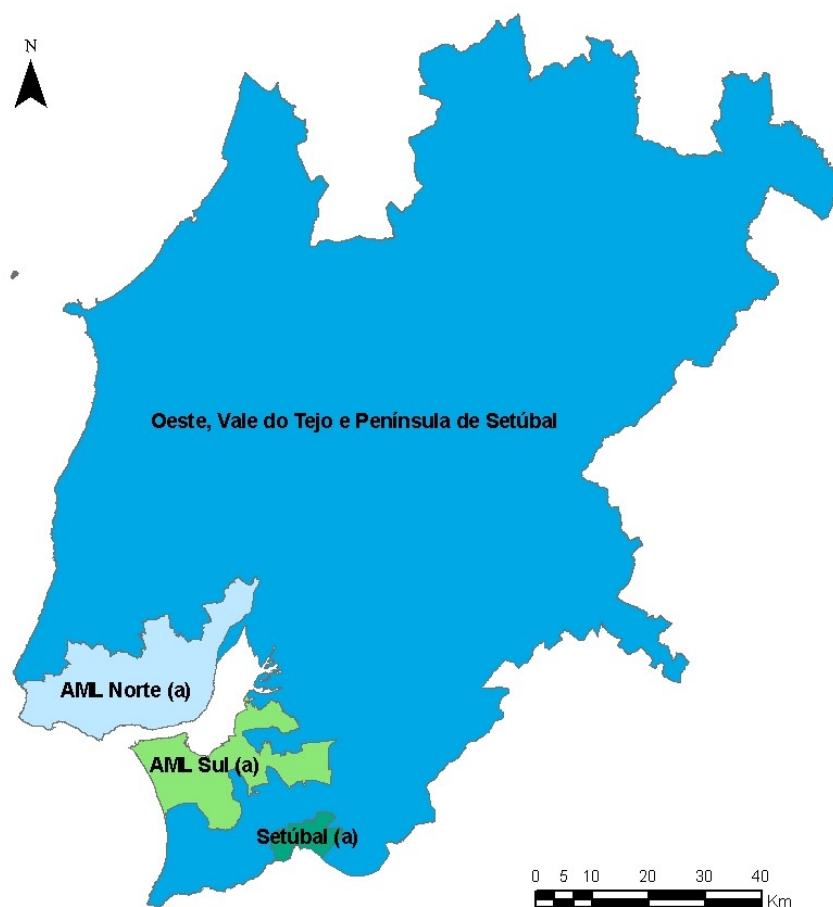 N
Oeste, Vale do Tejo e Península de Setúbal
AML Norte (a)
AML Sul (a)
Setúbal (a)
0 5 10 20 30 40
Km